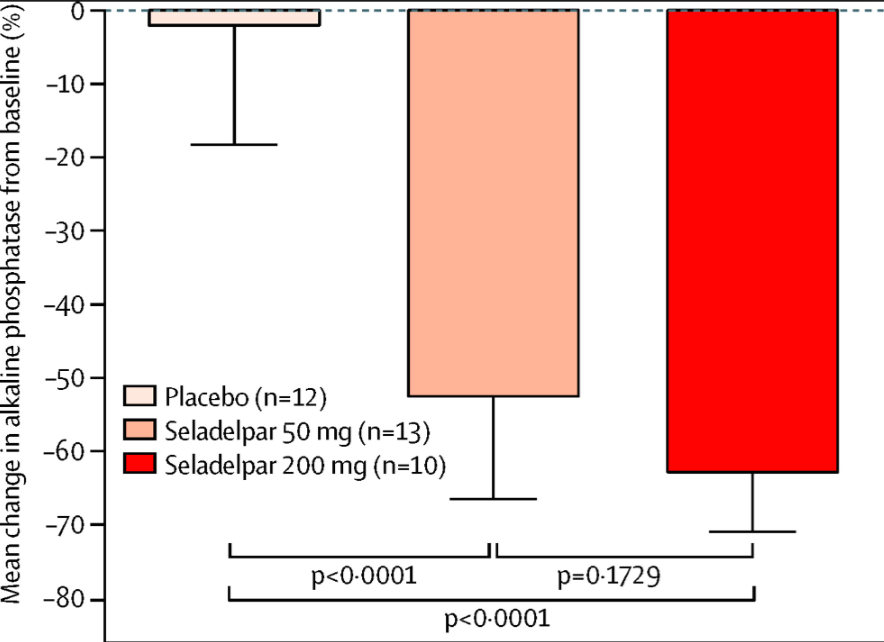 Mean change in alkaline phosphatase from baseline (%)
0
–10
–20
–30
–40
–50
–60
–70
–80
Placebo (n=12)
Seladelpar 50 mg (n=13)
Seladelpar 200 mg (n=10)
p<0·0001
p=0·1729
p<0·0001